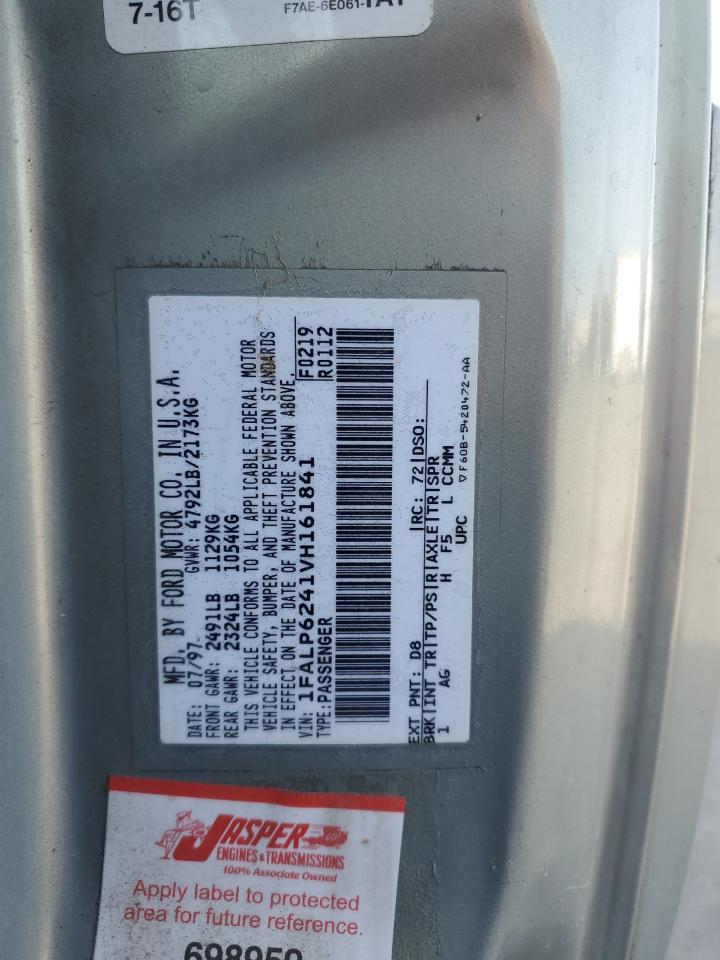 7-16T
F7AE-6E061-1A1
MFD. BY FORD MOTOR CO. IN U.S.A.
DATE: 07/97 GVWR: 4792LB/2173KG
FRONT GAWR: 2491LB 1129KG
REAR GAWR: 2324LB 1054KG
THIS VEHICLE CONFORMS TO ALL APPLICABLE FEDERAL MOTOR
VEHICLE SAFETY, BUMPER, AND THEFT PREVENTION STANDARDS
IN EFFECT ON THE DATE OF MANUFACTURE SHOWN ABOVE.
VIN: 1FALP6241VH161841 F0219
TYPE: PASSENGER R0112
EXT PNT: D8 |RC: 72|DSO:
BRK|INT TR|TP/PS|R|AXLE|TR|SPR
1 AG H F5 L CCMM
UPC
▽F60B-5420472-AA
JASPER
ENGINES & TRANSMISSIONS
100% Associate Owned
Apply label to protected
area for future reference.
698950